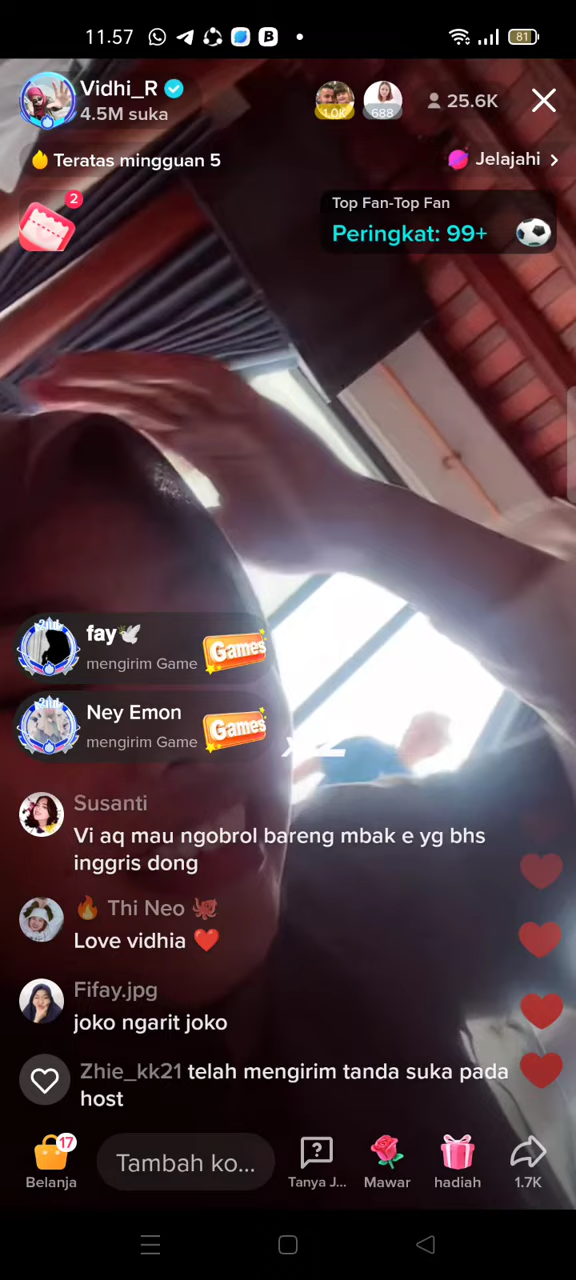 11.57
81
Vidhi_R
4.5M suka
1.0K
688
25.6K
Teratas mingguan 5
Jelajahi >
2
Top Fan-Top Fan
Peringkat: 99+
fay
mengirim Game
Games
Ney Emon
mengirim Game
Games
x2
Susanti
Vi aq mau ngobrol bareng mbak e yg bhs
inggris dong
Thi Neo
Love vidhia
Fifay.jpg
joko ngarit joko
Zhie_kk21 telah mengirim tanda suka pada
host
17
Tambah ko...
Belanja
Tanya J...
Mawar
hadiah
1.7K